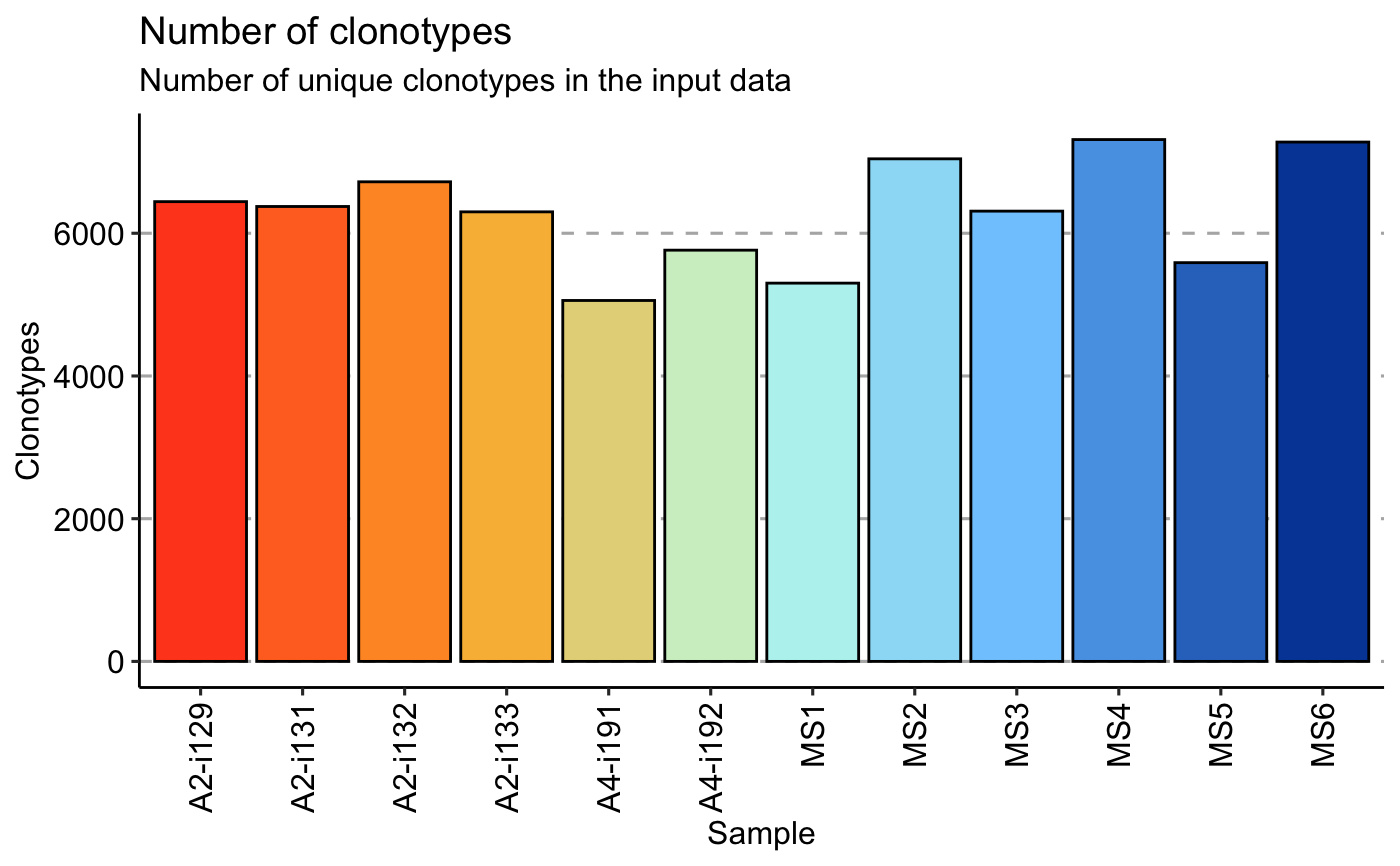 Number of clonotypes
Number of unique clonotypes in the input data
Clonotypes
6000
4000
2000
0
A2-i129
A2-i131
A2-i132
A2-i133
A4-i191
A4-i192
MS1
MS2
MS3
MS4
MS5
MS6
Sample